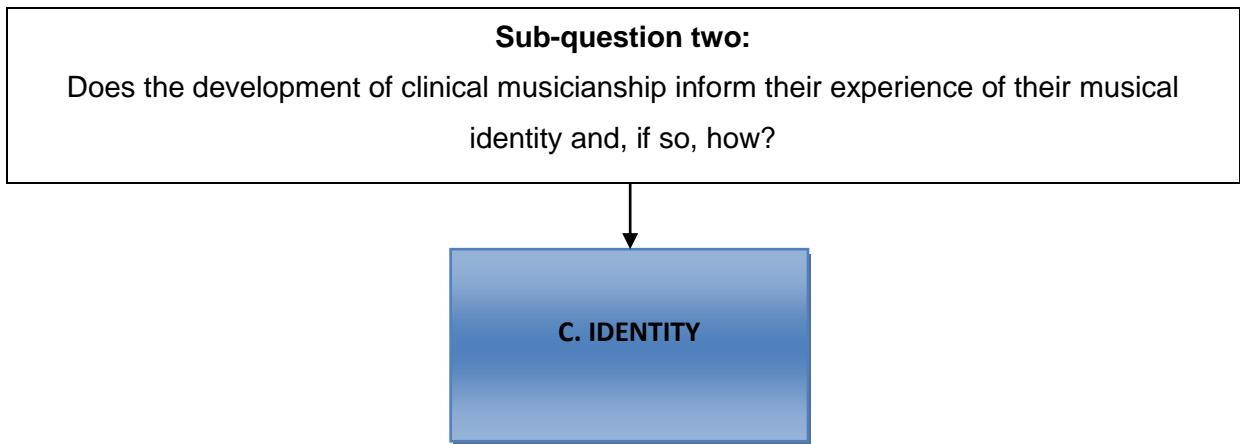 Sub-question two:
Does the development of clinical musicianship inform their experience of their musical
identity and, if so, how?
C. IDENTITY